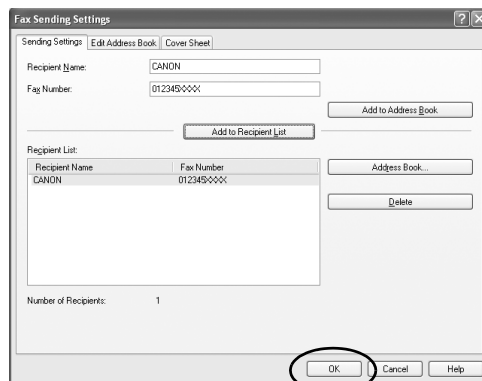 Fax Sending Settings
Sending Settings Edit Address Book Cover Sheet
Recipient Name: CANON
Fax Number: 012345XXXX
Add to Address Book
Add to Recipient List
Recipient List:
Recipient Name Fax Number
CANON 012345XXXX
Address Book...
Delete
Number of Recipients: 1
OK Cancel Help